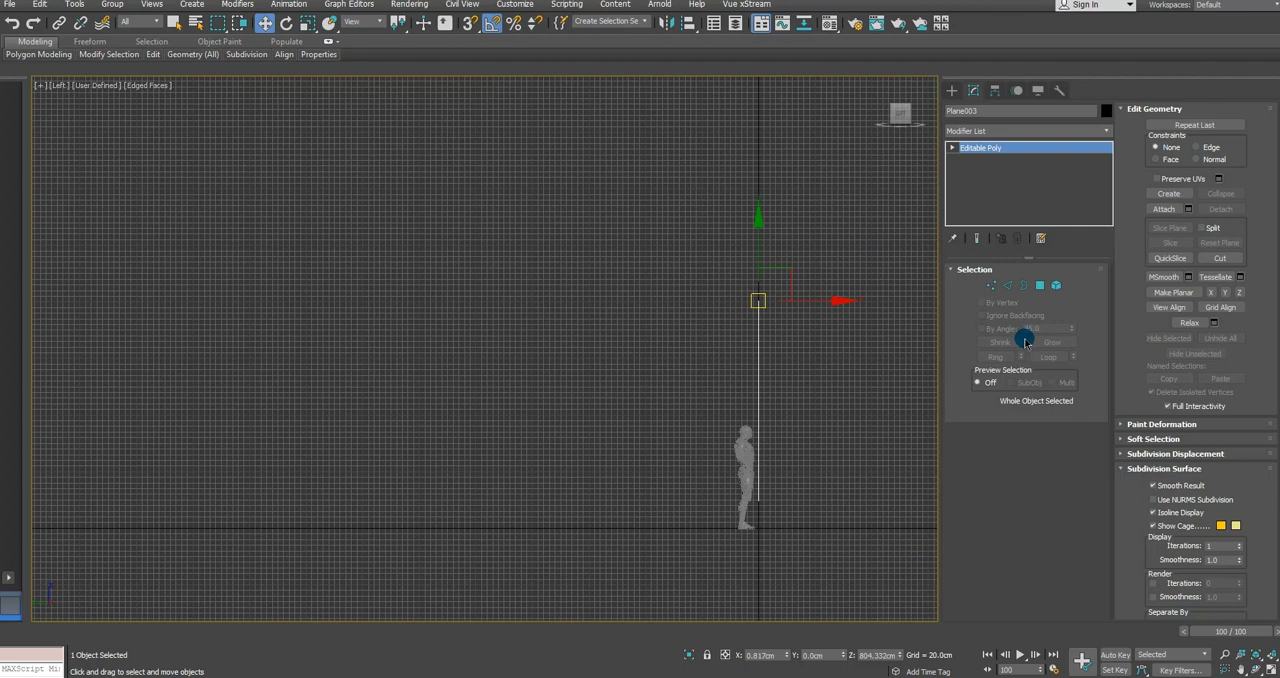 File Edit Tools Group Views Create Modifiers Animation Graph Editors Rendering Civil View Customize Scripting Content Arnold Help Vue xStream Sign In Workspaces: Default
All View Create Selection Se
Modeling Freeform Selection Object Paint Populate
Polygon Modeling Modify Selection Edit Geometry (All) Subdivision Align Properties
[+] [Left] [User Defined] [Edged Faces]
Plane003
Modifier List
Editable Poly
Selection
By Vertex
Ignore Backfacing
By Angle:
Shrink Grow
Ring Loop
Preview Selection
Off SubObj Multi
Whole Object Selected
Edit Geometry
Repeat Last
Constraints
None Edge
Face Normal
Preserve UVs
Create Collapse
Attach Detach
Slice Plane Split
Slice Reset Plane
QuickSlice Cut
MSmooth Tessellate
Make Planar X Y Z
View Align Grid Align
Relax
Hide Selected Unhide All
Hide Unselected
Named Selections:
Copy Paste
Delete Isolated Vertices
Full Interactivity
Paint Deformation
Soft Selection
Subdivision Displacement
Subdivision Surface
Smooth Result
Use NURMS Subdivision
Isoline Display
Show Cage......
Display
Iterations: 1
Smoothness: 1.0
Render
Iterations: 0
Smoothness: 1.0
Separate By
100 / 100
1 Object Selected
MAXScript Mi
Click and drag to select and move objects
X: 0.817cm Y: 0.0cm Z: 804.332cm Grid = 20.0cm
Add Time Tag
100
Auto Key Selected
Set Key Key Filters...